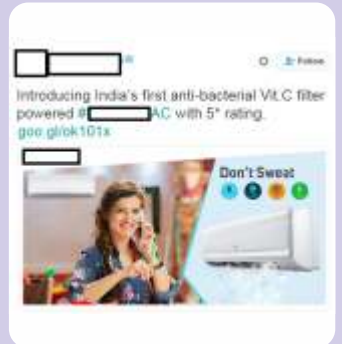 Follow
Introducing India's first anti-bacterial Vit.C filter
powered # AC with 5* rating.
goo.gl/ok101x
Don't Sweat